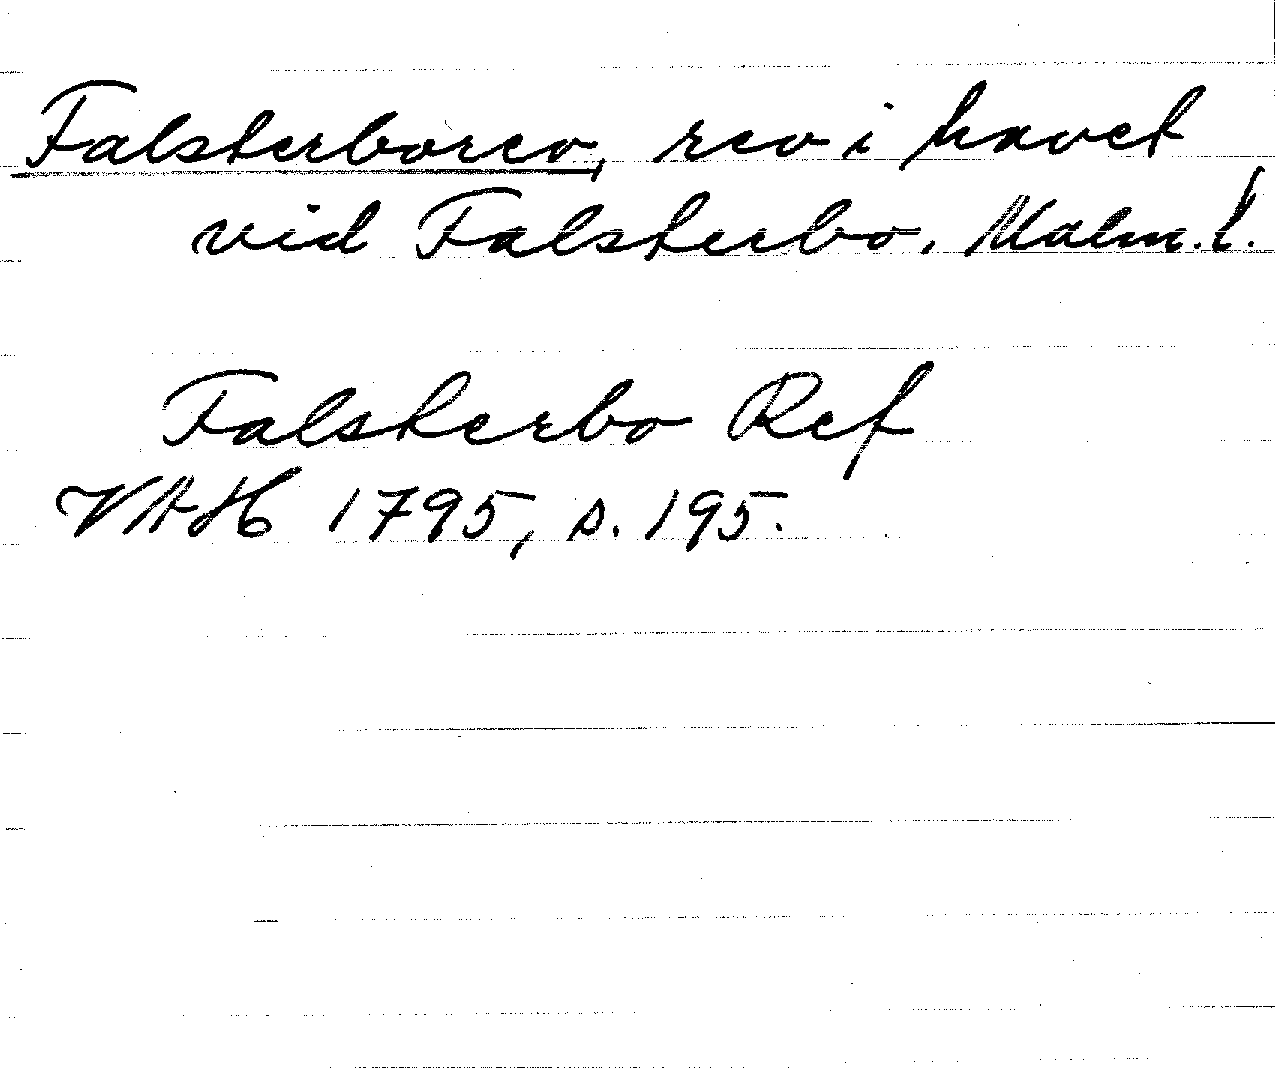 Falsterborev, rev i havet
vid Falsterbo. Malm. l.
Falsterbo Ref
VAH 1795, s. 195.